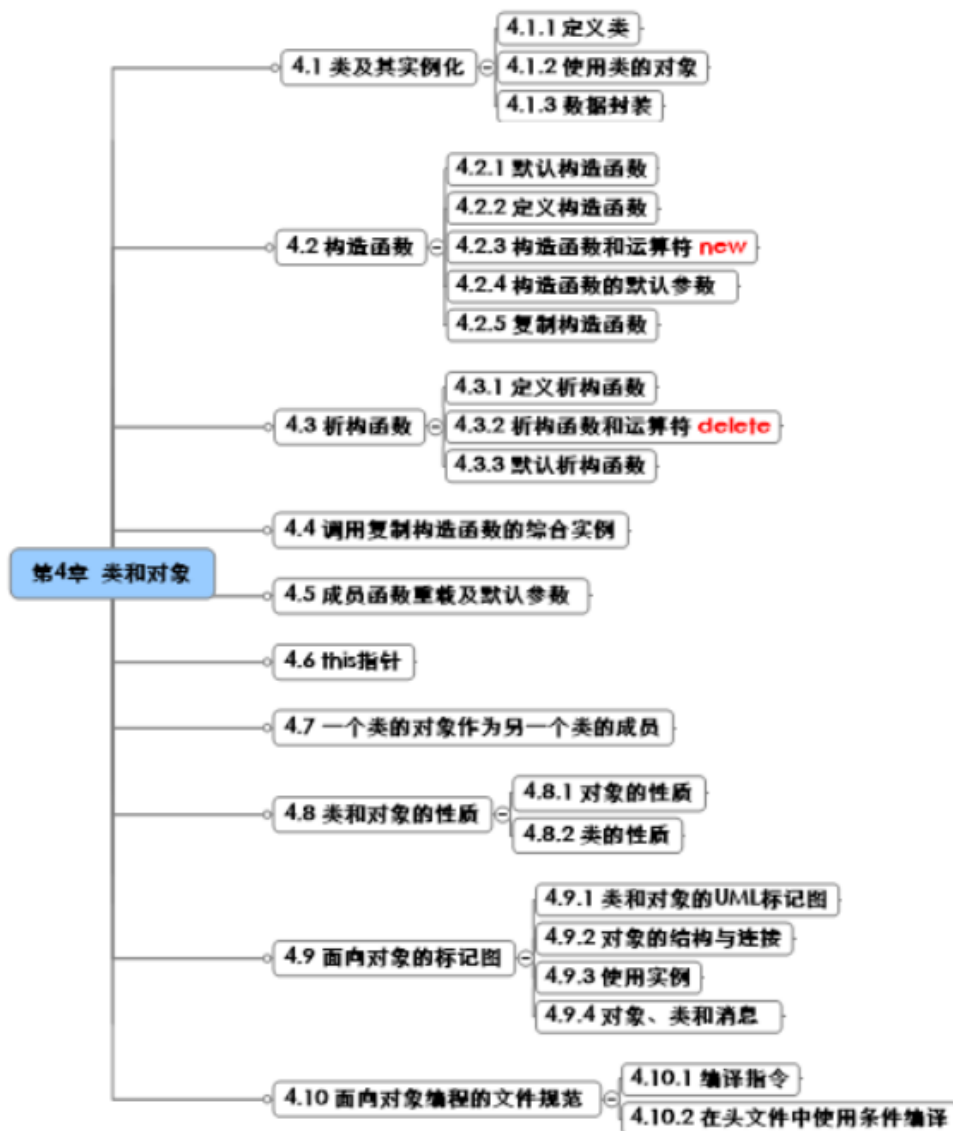 第4章 类和对象
4.1 类及其实例化
4.1.1 定义类
4.1.2 使用类的对象
4.1.3 数据封装
4.2 构造函数
4.2.1 默认构造函数
4.2.2 定义构造函数
4.2.3 构造函数和运算符 new
4.2.4 构造函数的默认参数
4.2.5 复制构造函数
4.3 析构函数
4.3.1 定义析构函数
4.3.2 析构函数和运算符 delete
4.3.3 默认析构函数
4.4 调用复制构造函数的综合实例
4.5 成员函数重载及默认参数
4.6 this指针
4.7 一个类的对象作为另一个类的成员
4.8 类和对象的性质
4.8.1 对象的性质
4.8.2 类的性质
4.9 面向对象的标记图
4.9.1 类和对象的UML标记图
4.9.2 对象的结构与连接
4.9.3 使用实例
4.9.4 对象、类和消息
4.10 面向对象编程的文件规范
4.10.1 编译指令
4.10.2 在头文件中使用条件编译